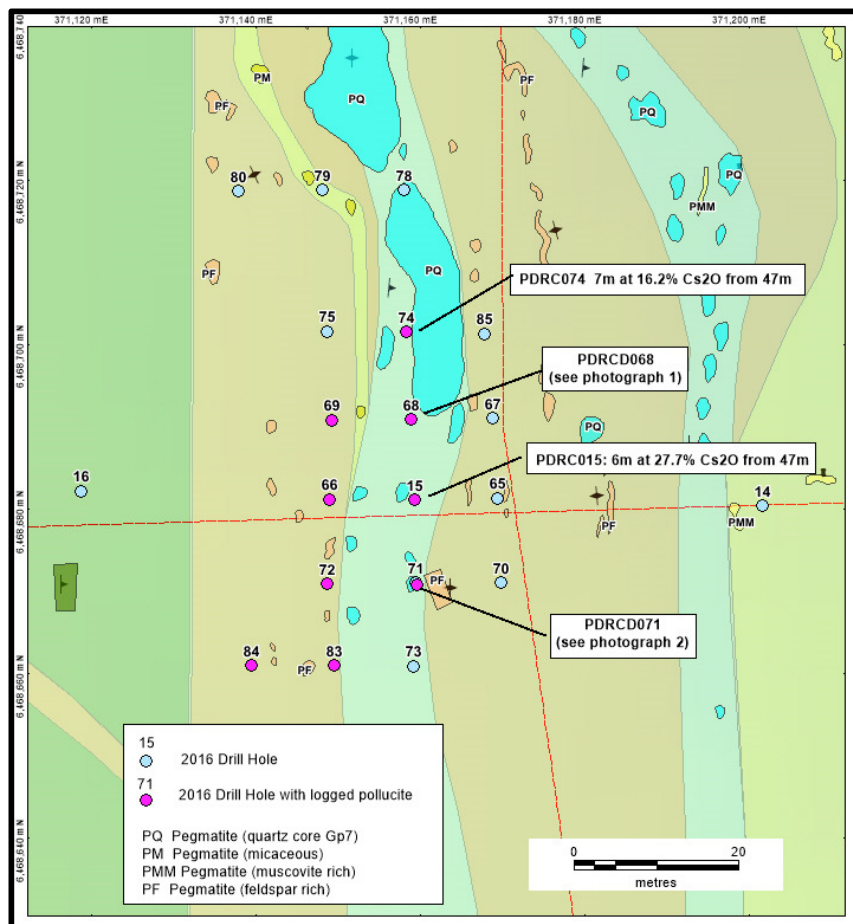 371,120 mE
371,140 mE
371,160 mE
371,180 mE
371,200 mE
6,468,740
PM
PF
PQ
PF
PQ
80
79
78
6,468,720 mN
PQ
PMM
PF
PQ
PDRC074 7m at 16.2% Cs2O from 47m
75
74
85
6,468,700 mN
PDRCD068
(see photograph 1)
69
68
67
PQ
PDRC015: 6m at 27.7% Cs2O from 47m
16
66
15
65
14
6,468,680 mN
PF
PMM
72
71
PF
70
PDRCD071
(see photograph 2)
84
83
73
PF
6,468,660 mN
15
2016 Drill Hole
71
2016 Drill Hole with logged pollucite
PQ Pegmatite (quartz core Gp7)
PM Pegmatite (micaceous)
PMM Pegmatite (muscovite rich)
PF Pegmatite (feldspar rich)
6,468,640 mN
0
20
metres